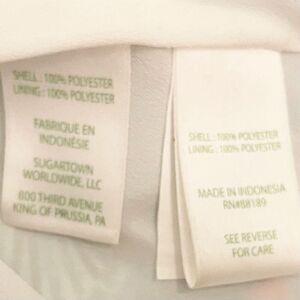 SHELL : 100% POLYESTER
LINING : 100% POLYESTER
FABRIQUE EN
INDONÉSIE
SUGARTOWN
WORLDWIDE, LLC
800 THIRD AVENUE
KING OF PRUSSIA, PA
SHELL : 100% POLYESTER
LINING : 100% POLYESTER
MADE IN INDONESIA
RN#88189
SEE REVERSE
FOR CARE